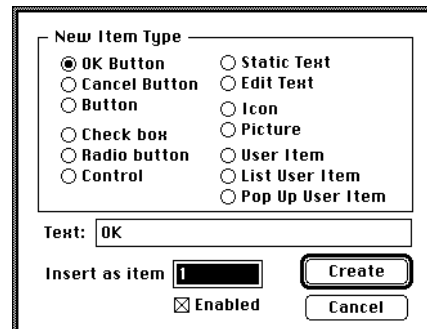 New Item Type
OK Button
Cancel Button
Button
Check box
Radio button
Control
Static Text
Edit Text
Icon
Picture
User Item
List User Item
Pop Up User Item
Text: OK
Insert as item 1
Enabled
Create
Cancel